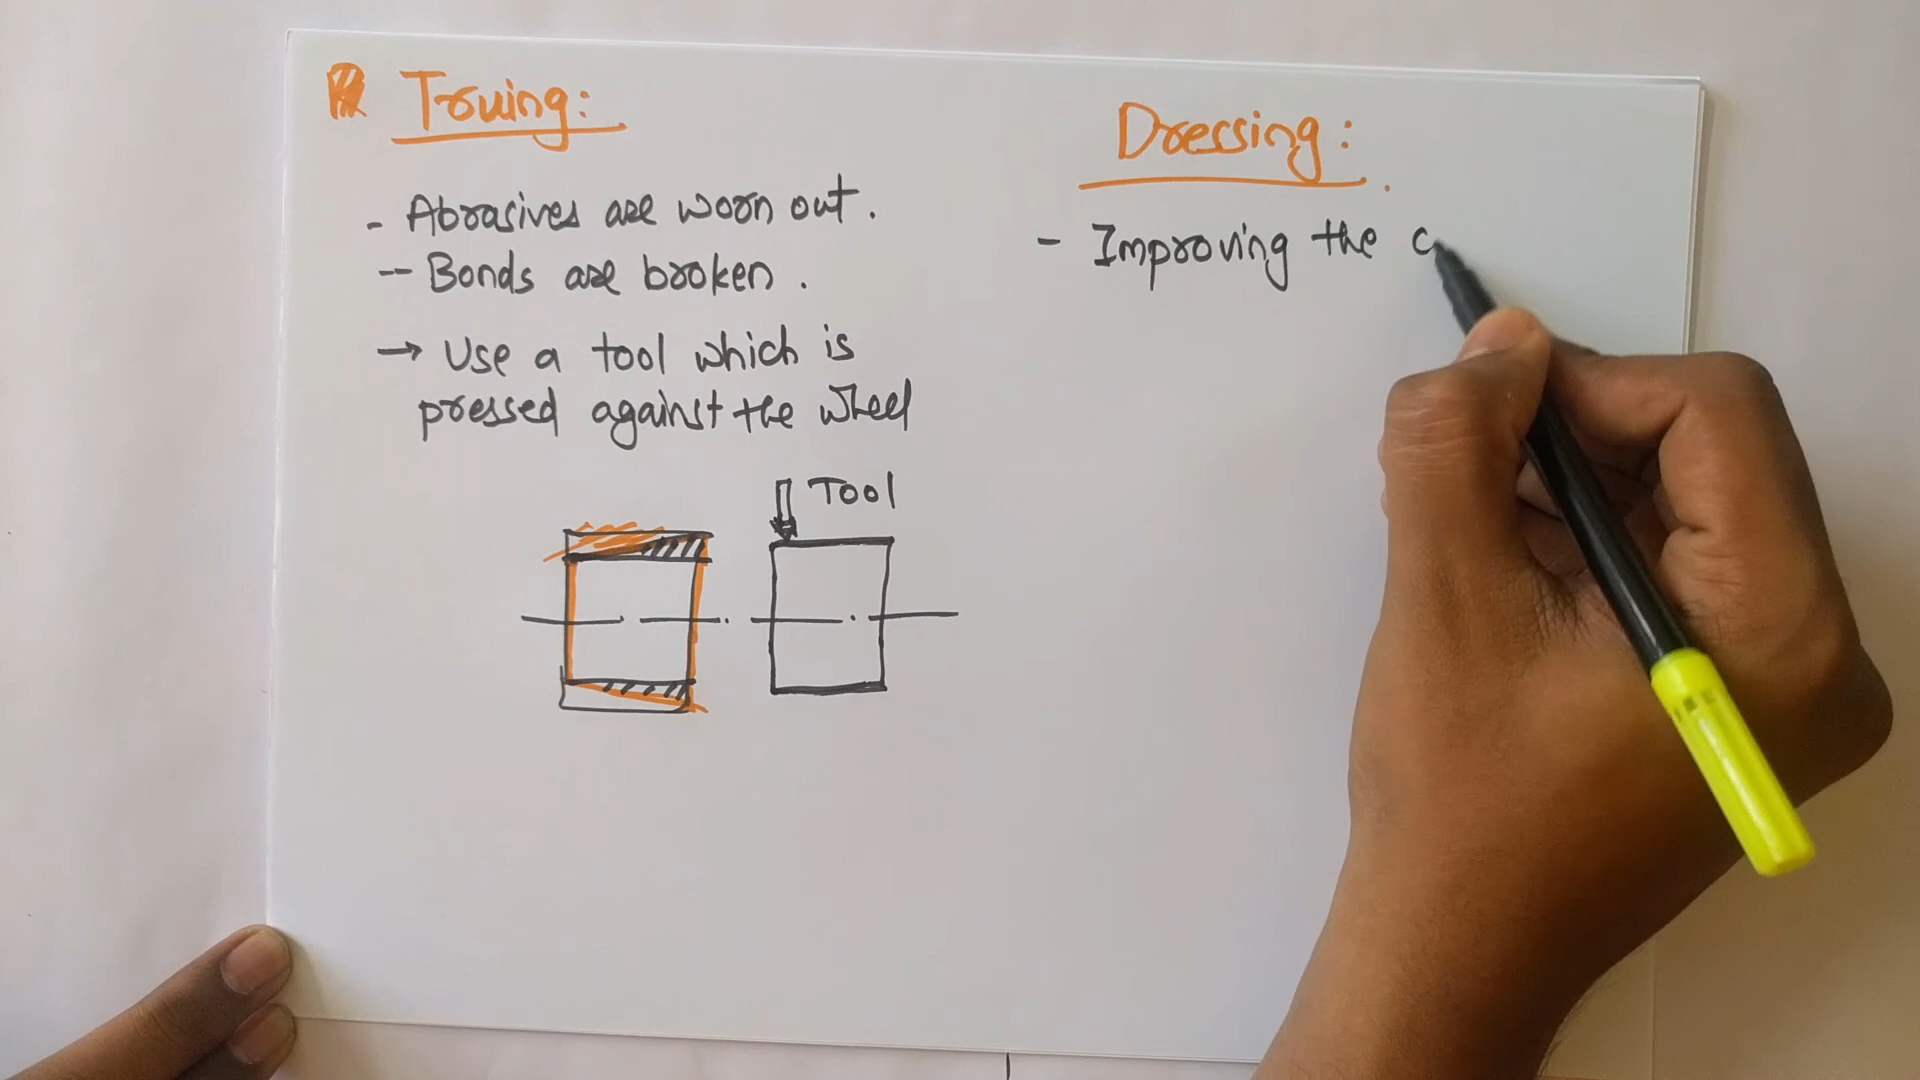 Truing:
- Abrasives are worn out.
-- Bonds are broken.
→ Use a tool which is
pressed against the wheel
Tool
Dressing:
- Improving the c